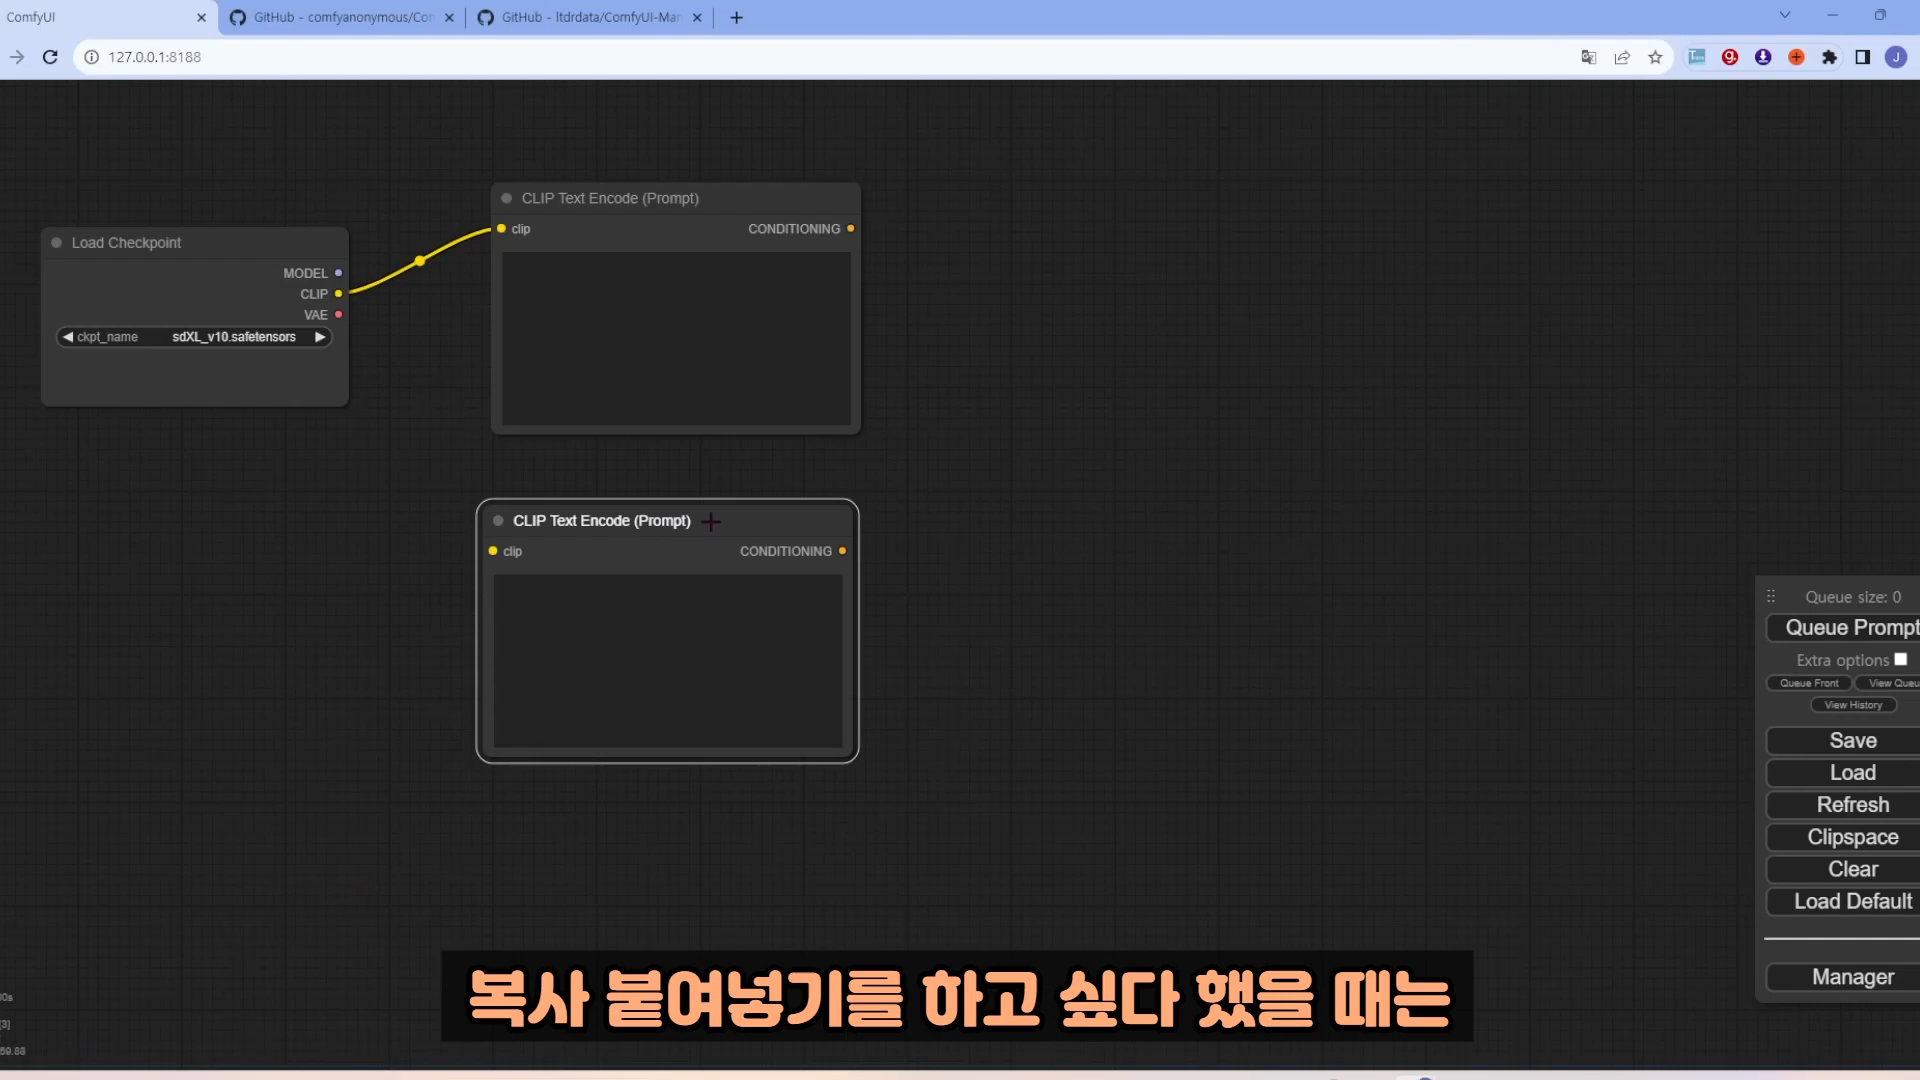 ComfyUI
GitHub - comfyanonymous/Con
GitHub - ltdrdata/ComfyUI-Man
127.0.0.1:8188
J
CLIP Text Encode (Prompt)
clip
CONDITIONING
Load Checkpoint
MODEL
CLIP
VAE
ckpt_name sdXL_v10.safetensors
CLIP Text Encode (Prompt)
clip
CONDITIONING
Queue size: 0
Queue Prompt
Extra options
Queue Front
View Queu
View History
Save
Load
Refresh
Clipspace
Clear
Load Default
Manager
복사 붙여넣기를 하고 싶다 했을 때는